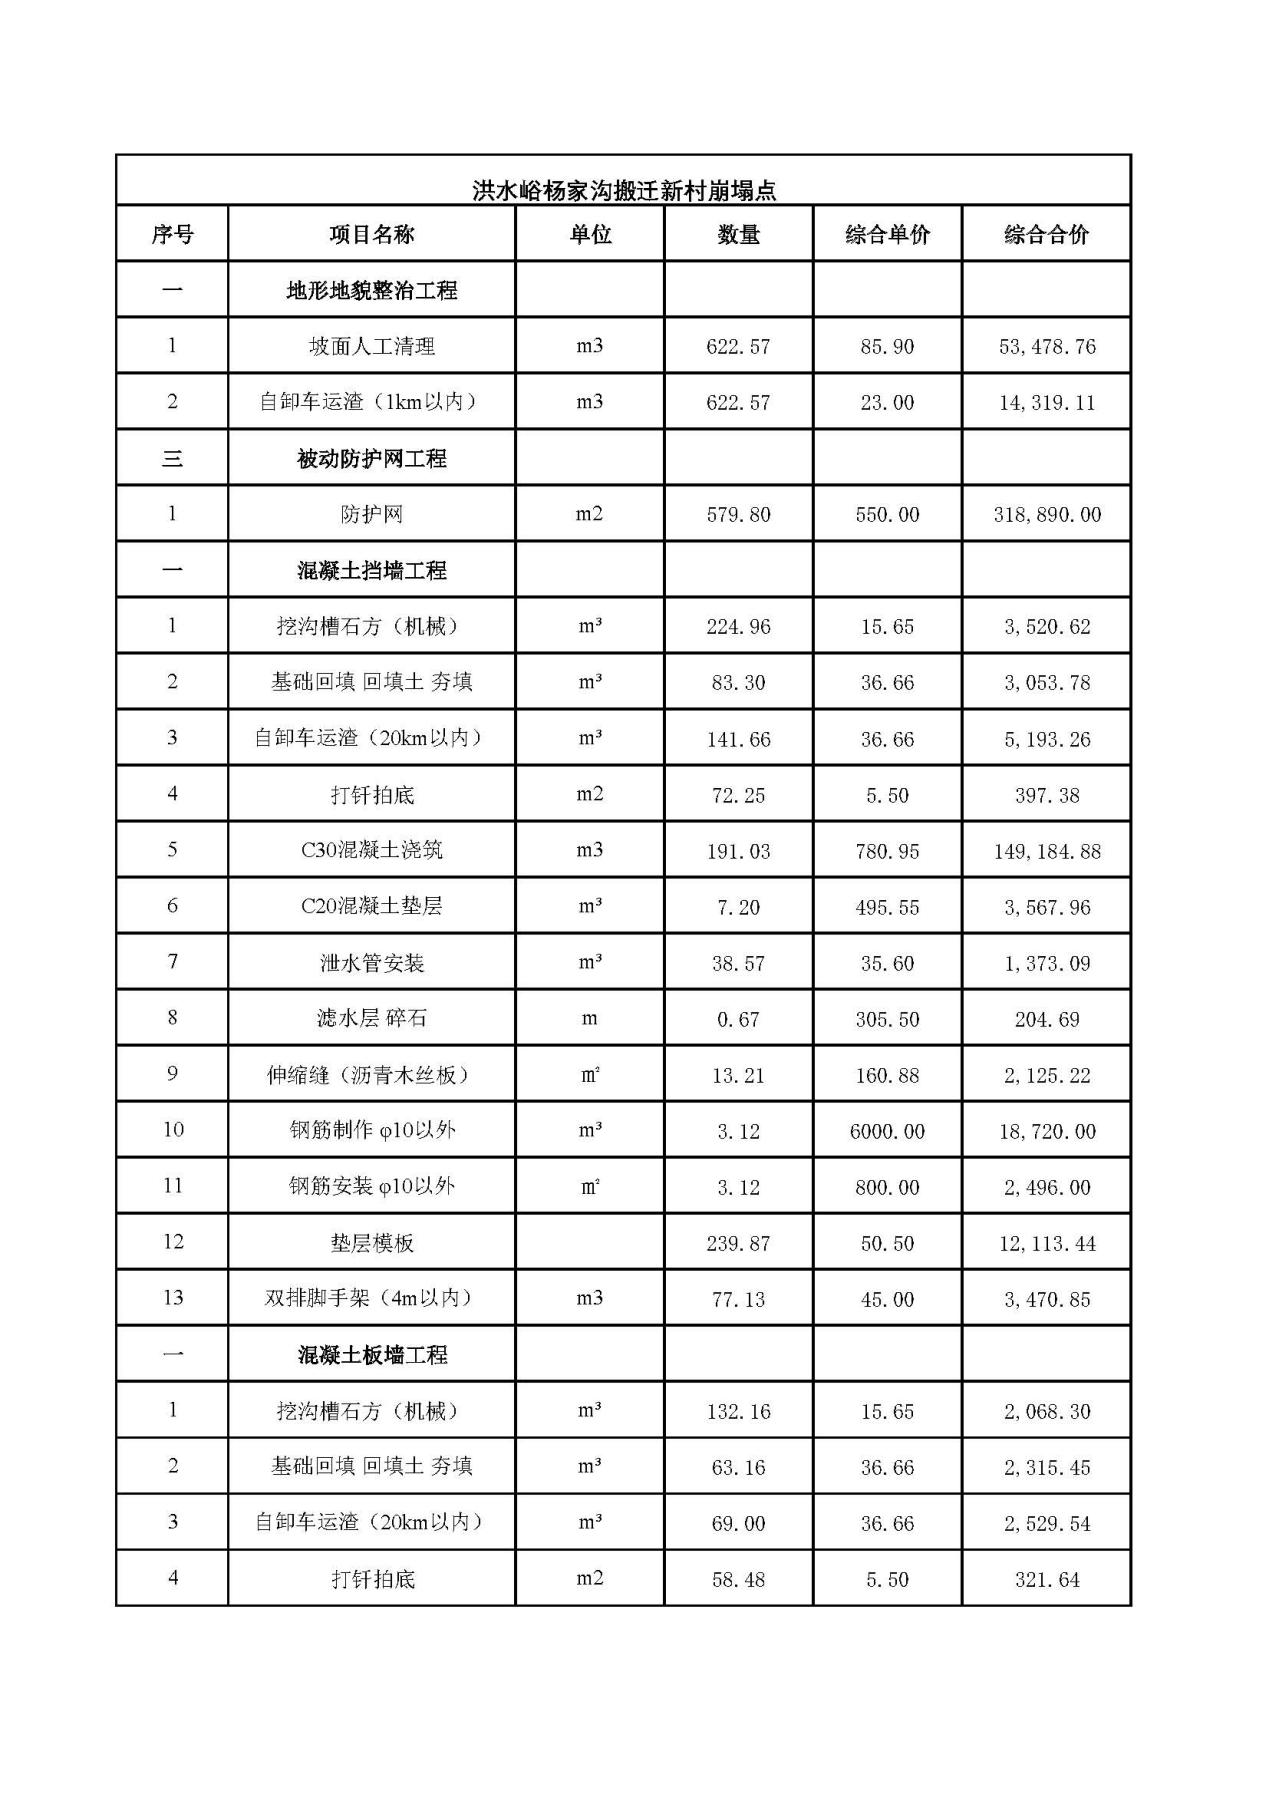 洪水峪杨家沟搬迁新村崩塌点
序号 项目名称 单位 数量 综合单价 综合合价
一 地形地貌整治工程
1 坡面人工清理 m3 622.57 85.90 53,478.76
2 自卸车运渣（1km以内） m3 622.57 23.00 14,319.11
三 被动防护网工程
1 防护网 m2 579.80 550.00 318,890.00
一 混凝土挡墙工程
1 挖沟槽石方（机械） m³ 224.96 15.65 3,520.62
2 基础回填 回填土 夯填 m³ 83.30 36.66 3,053.78
3 自卸车运渣（20km以内） m³ 141.66 36.66 5,193.26
4 打钎拍底 m2 72.25 5.50 397.38
5 C30混凝土浇筑 m3 191.03 780.95 149,184.88
6 C20混凝土垫层 m³ 7.20 495.55 3,567.96
7 泄水管安装 m³ 38.57 35.60 1,373.09
8 滤水层 碎石 m 0.67 305.50 204.69
9 伸缩缝（沥青木丝板） m² 13.21 160.88 2,125.22
10 钢筋制作 φ10以外 m³ 3.12 6000.00 18,720.00
11 钢筋安装 φ10以外 m² 3.12 800.00 2,496.00
12 垫层模板 239.87 50.50 12,113.44
13 双排脚手架（4m以内） m3 77.13 45.00 3,470.85
一 混凝土板墙工程
1 挖沟槽石方（机械） m³ 132.16 15.65 2,068.30
2 基础回填 回填土 夯填 m³ 63.16 36.66 2,315.45
3 自卸车运渣（20km以内） m³ 69.00 36.66 2,529.54
4 打钎拍底 m2 58.48 5.50 321.64